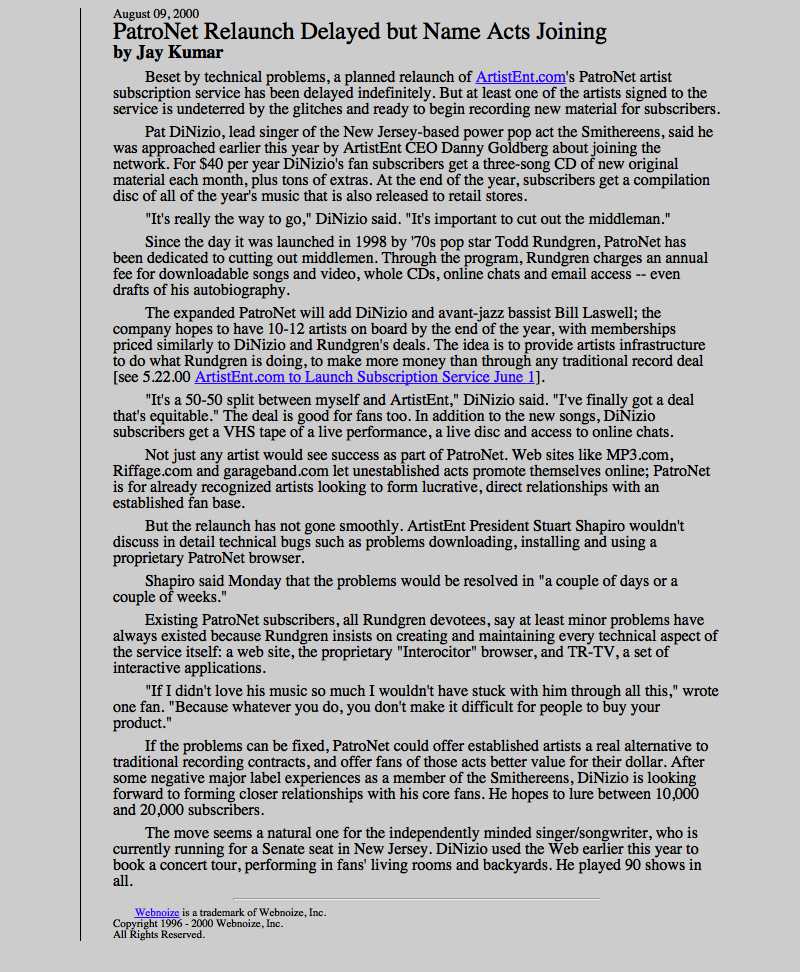 August 09, 2000
PatroNet Relaunch Delayed but Name Acts Joining
by Jay Kumar
Beset by technical problems, a planned relaunch of ArtistEnt.com's PatroNet artist
subscription service has been delayed indefinitely. But at least one of the artists signed to the
service is undeterred by the glitches and ready to begin recording new material for subscribers.
Pat DiNizio, lead singer of the New Jersey-based power pop act the Smithereens, said he
was approached earlier this year by ArtistEnt CEO Danny Goldberg about joining the
network. For $40 per year DiNizio's fan subscribers get a three-song CD of new original
material each month, plus tons of extras. At the end of the year, subscribers get a compilation
disc of all of the year's music that is also released to retail stores.
"It's really the way to go," DiNizio said. "It's important to cut out the middleman."
Since the day it was launched in 1998 by '70s pop star Todd Rundgren, PatroNet has
been dedicated to cutting out middlemen. Through the program, Rundgren charges an annual
fee for downloadable songs and video, whole CDs, online chats and email access -- even
drafts of his autobiography.
The expanded PatroNet will add DiNizio and avant-jazz bassist Bill Laswell; the
company hopes to have 10-12 artists on board by the end of the year, with memberships
priced similarly to DiNizio and Rundgren's deals. The idea is to provide artists infrastructure
to do what Rundgren is doing, to make more money than through any traditional record deal
[see 5.22.00 ArtistEnt.com to Launch Subscription Service June 1].
"It's a 50-50 split between myself and ArtistEnt," DiNizio said. "I've finally got a deal
that's equitable." The deal is good for fans too. In addition to the new songs, DiNizio
subscribers get a VHS tape of a live performance, a live disc and access to online chats.
Not just any artist would see success as part of PatroNet. Web sites like MP3.com,
Riffage.com and garageband.com let unestablished acts promote themselves online; PatroNet
is for already recognized artists looking to form lucrative, direct relationships with an
established fan base.
But the relaunch has not gone smoothly. ArtistEnt President Stuart Shapiro wouldn't
discuss in detail technical bugs such as problems downloading, installing and using a
proprietary PatroNet browser.
Shapiro said Monday that the problems would be resolved in "a couple of days or a
couple of weeks."
Existing PatroNet subscribers, all Rundgren devotees, say at least minor problems have
always existed because Rundgren insists on creating and maintaining every technical aspect of
the service itself: a web site, the proprietary "Interocitor" browser, and TR-TV, a set of
interactive applications.
"If I didn't love his music so much I wouldn't have stuck with him through all this," wrote
one fan. "Because whatever you do, you don't make it difficult for people to buy your
product."
If the problems can be fixed, PatroNet could offer established artists a real alternative to
traditional recording contracts, and offer fans of those acts better value for their dollar. After
some negative major label experiences as a member of the Smithereens, DiNizio is looking
forward to forming closer relationships with his core fans. He hopes to lure between 10,000
and 20,000 subscribers.
The move seems a natural one for the independently minded singer/songwriter, who is
currently running for a Senate seat in New Jersey. DiNizio used the Web earlier this year to
book a concert tour, performing in fans' living rooms and backyards. He played 90 shows in
all.
Webnoize is a trademark of Webnoize, Inc.
Copyright 1996 - 2000 Webnoize, Inc.
All Rights Reserved.